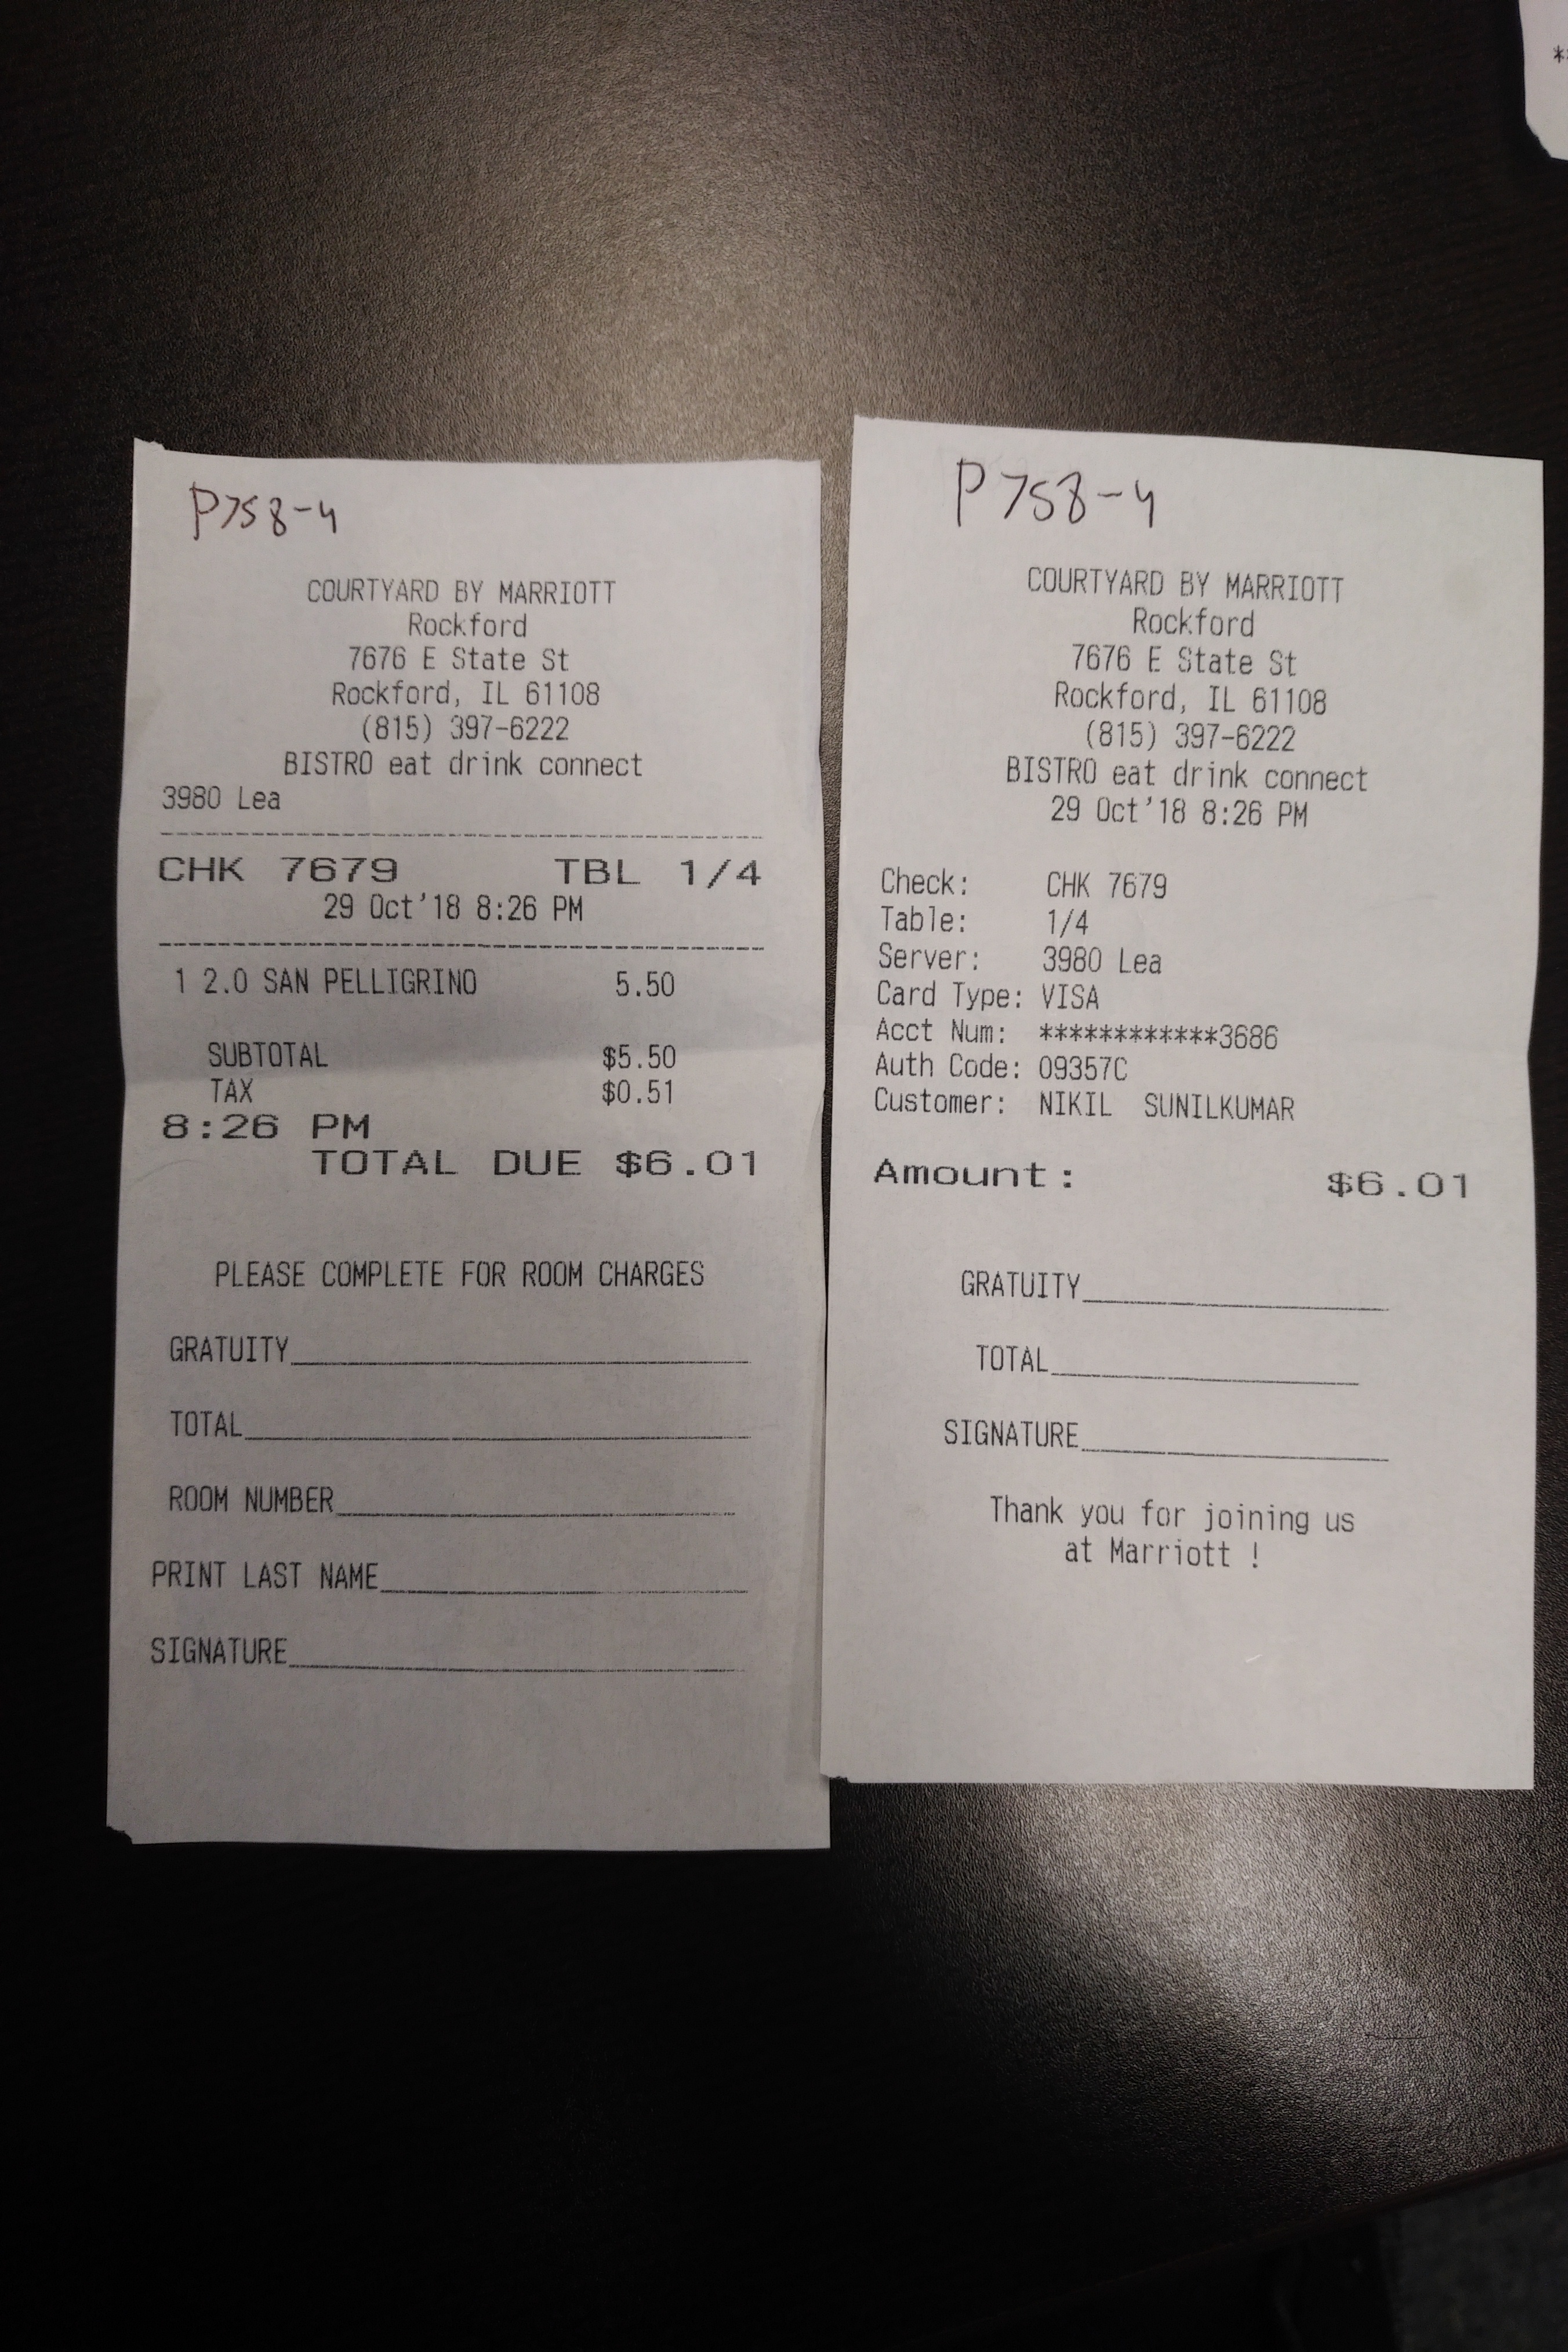 P758-4
COURTYARD BY MARRIOTT
Rockford
7676 E State St
Rockford, IL 61108
(815) 397-6222
BISTRO eat drink connect
3980 Lea
CHK 7679 TBL 1/4
29 Oct'18 8:26 PM
1 2.0 SAN PELLIGRINO 5.50
SUBTOTAL $5.50
TAX $0.51
8:26 PM
TOTAL DUE $6.01
PLEASE COMPLETE FOR ROOM CHARGES
GRATUITY
TOTAL
ROOM NUMBER
PRINT LAST NAME
SIGNATURE
P758-4
COURTYARD BY MARRIOTT
Rockford
7676 E State St
Rockford, IL 61108
(815) 397-6222
BISTRO eat drink connect
29 Oct'18 8:26 PM
Check: CHK 7679
Table: 1/4
Server: 3980 Lea
Card Type: VISA
Acct Num: ************3686
Auth Code: 09357C
Customer: NIKIL SUNILKUMAR
Amount: $6.01
GRATUITY
TOTAL
SIGNATURE
Thank you for joining us
at Marriott !